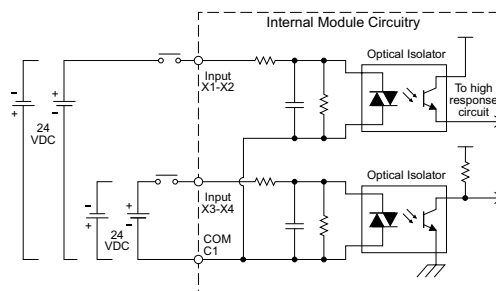 Internal Module Circuitry
Optical Isolator
Input
X1-X2
To high
response
circuit
-
+
+
-
24
VDC
Optical Isolator
Input
X3-X4
-
+
+
-
24
VDC
COM
C1